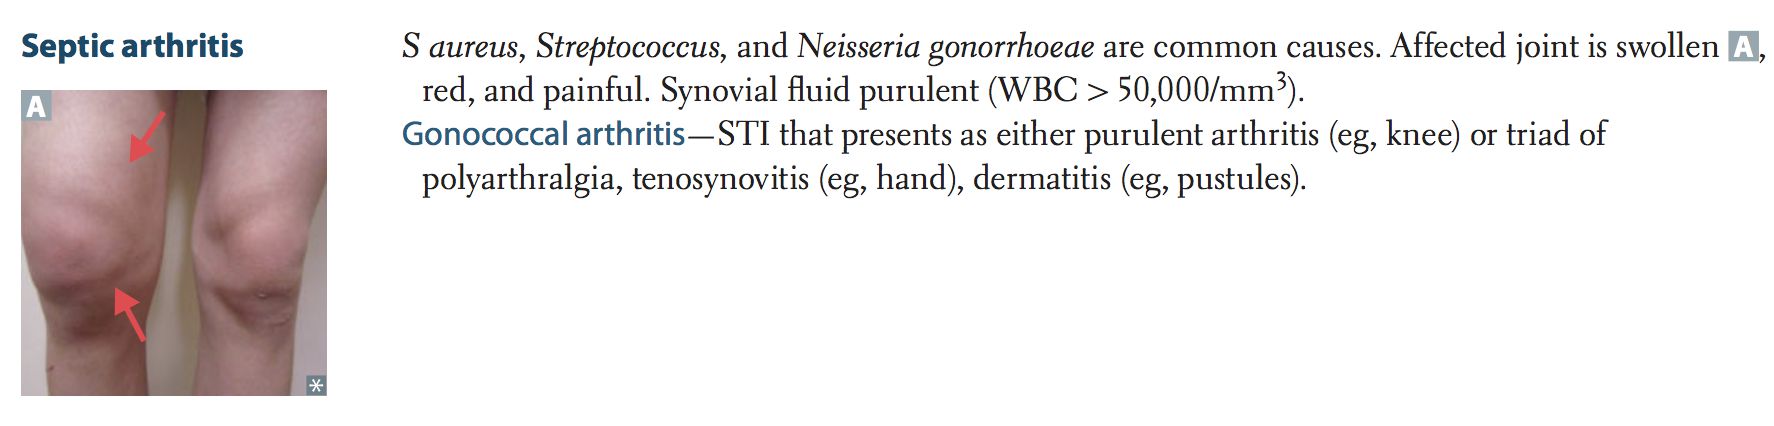 Septic arthritis
A
S aureus, Streptococcus, and Neisseria gonorrhoeae are common causes. Affected joint is swollen A,
red, and painful. Synovial fluid purulent (WBC > 50,000/mm³).
Gonococcal arthritis—STI that presents as either purulent arthritis (eg, knee) or triad of
polyarthralgia, tenosynovitis (eg, hand), dermatitis (eg, pustules).